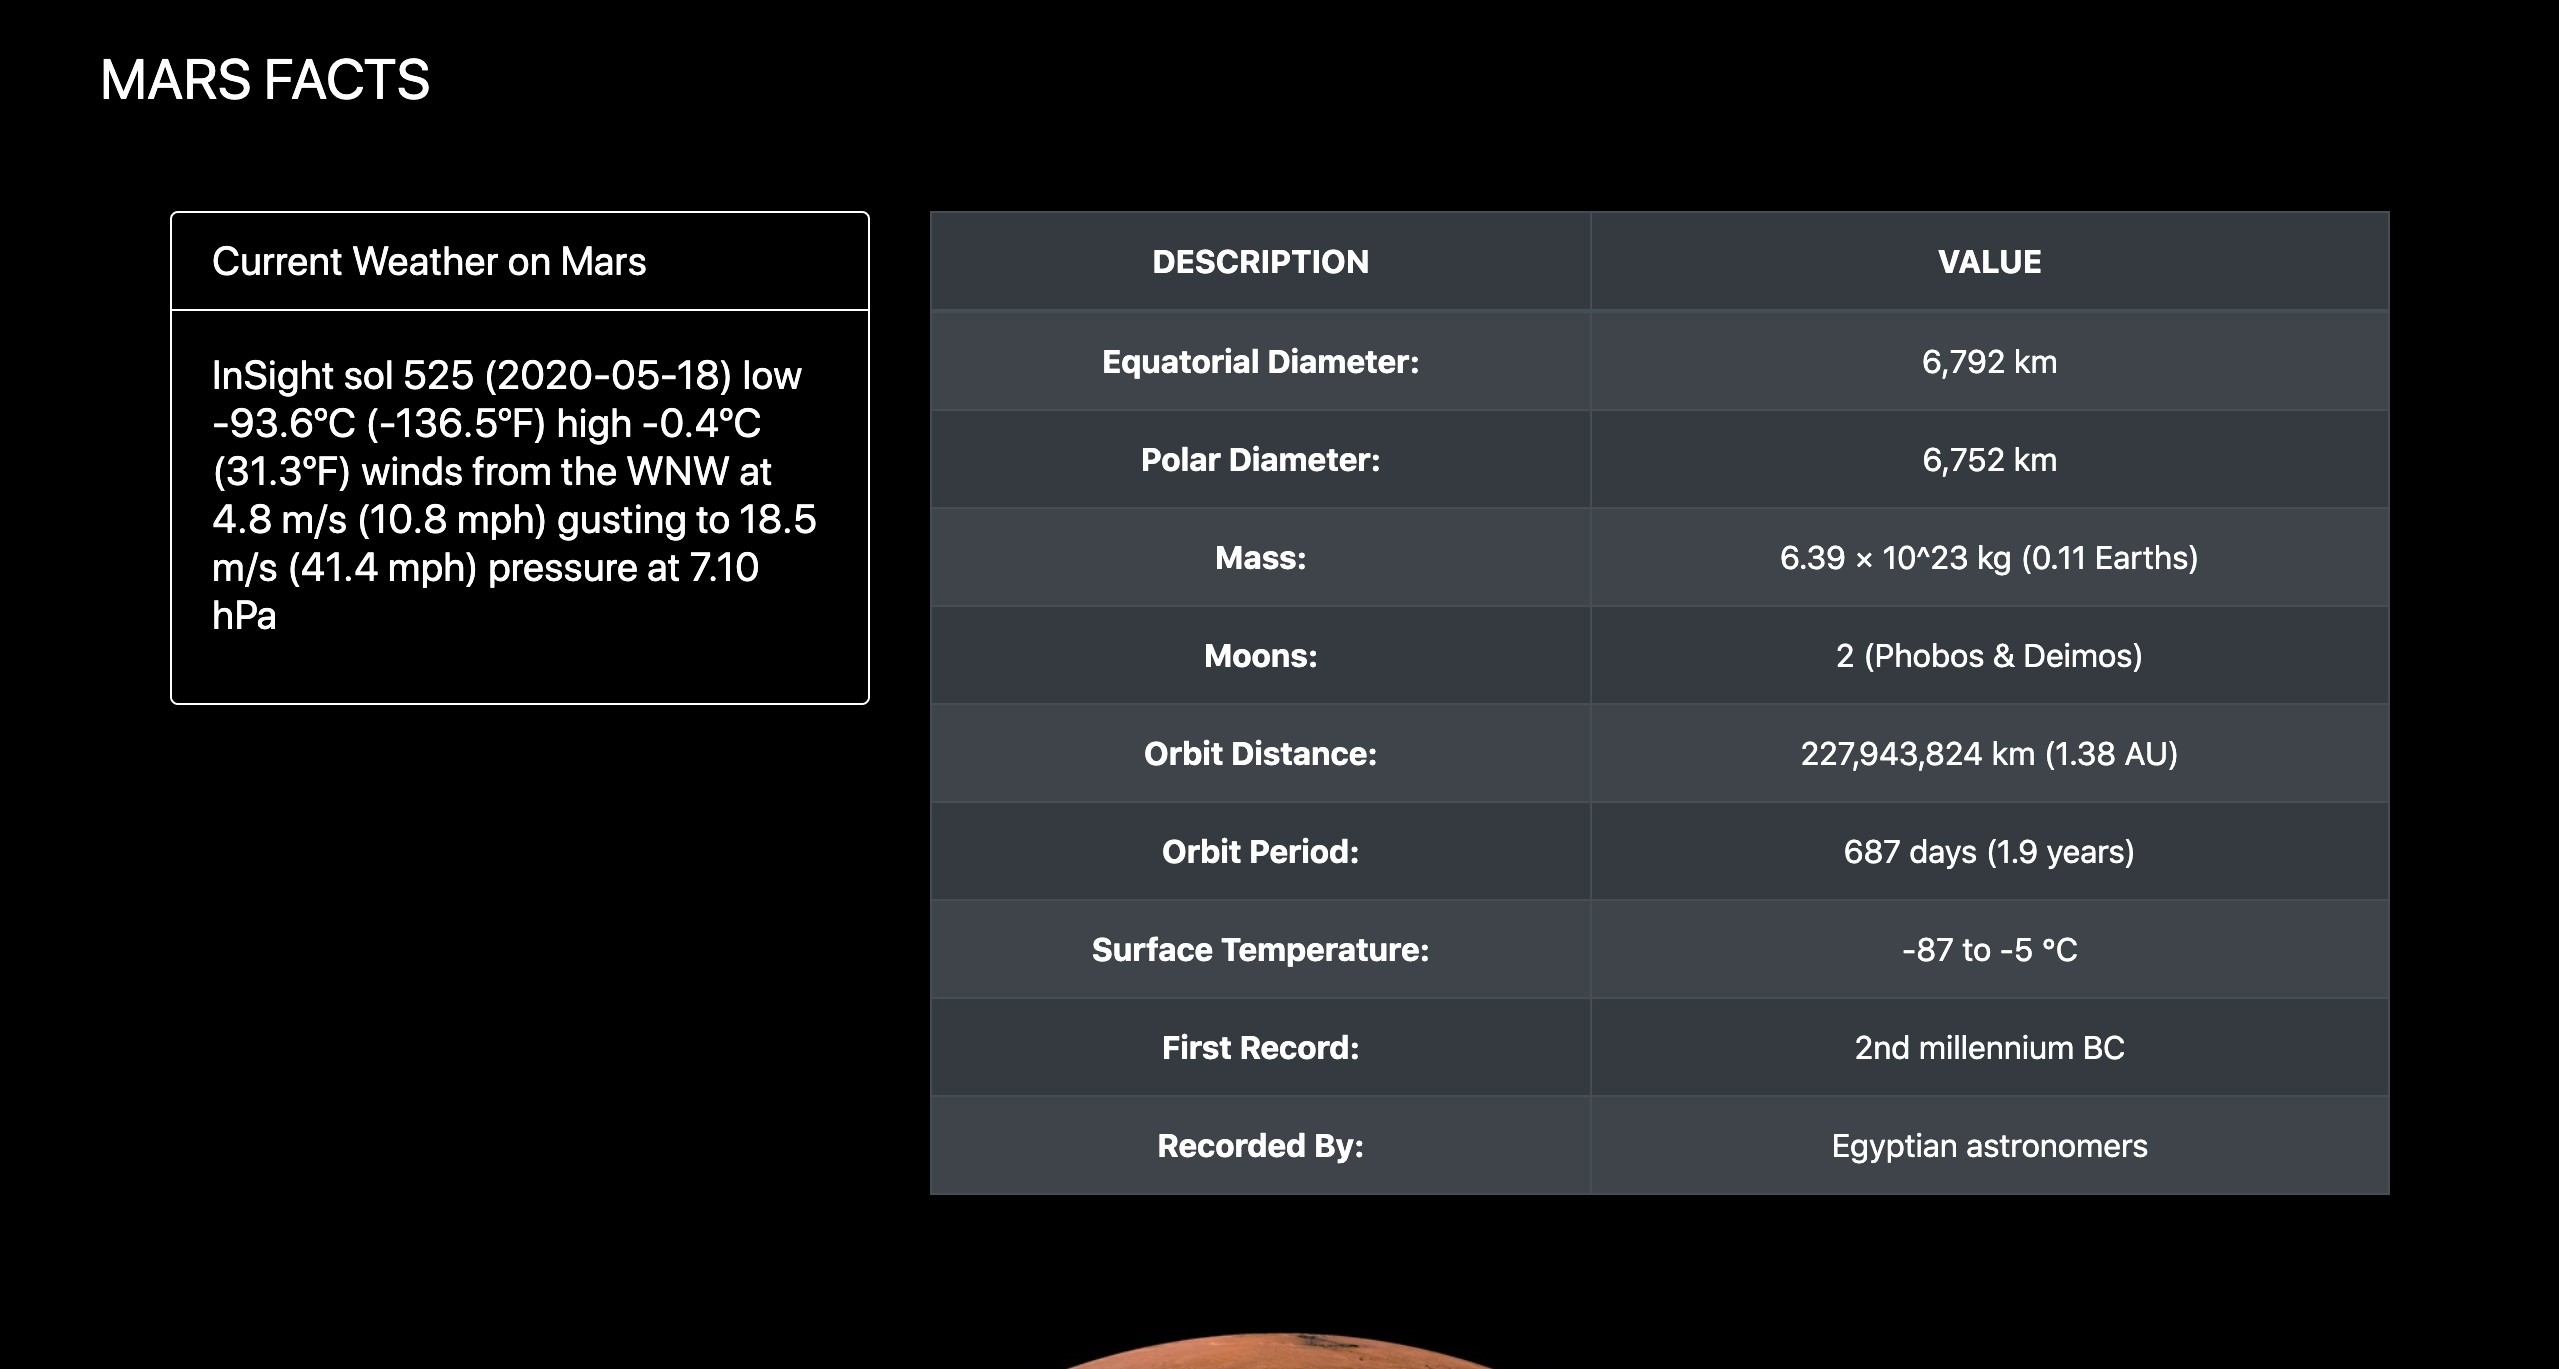 MARS FACTS
Current Weather on Mars
InSight sol 525 (2020-05-18) low
-93.6ºC (-136.5ºF) high -0.4ºC
(31.3ºF) winds from the WNW at
4.8 m/s (10.8 mph) gusting to 18.5
m/s (41.4 mph) pressure at 7.10
hPa
DESCRIPTION VALUE
Equatorial Diameter: 6,792 km
Polar Diameter: 6,752 km
Mass: 6.39 × 10^23 kg (0.11 Earths)
Moons: 2 (Phobos & Deimos)
Orbit Distance: 227,943,824 km (1.38 AU)
Orbit Period: 687 days (1.9 years)
Surface Temperature: -87 to -5 °C
First Record: 2nd millennium BC
Recorded By: Egyptian astronomers